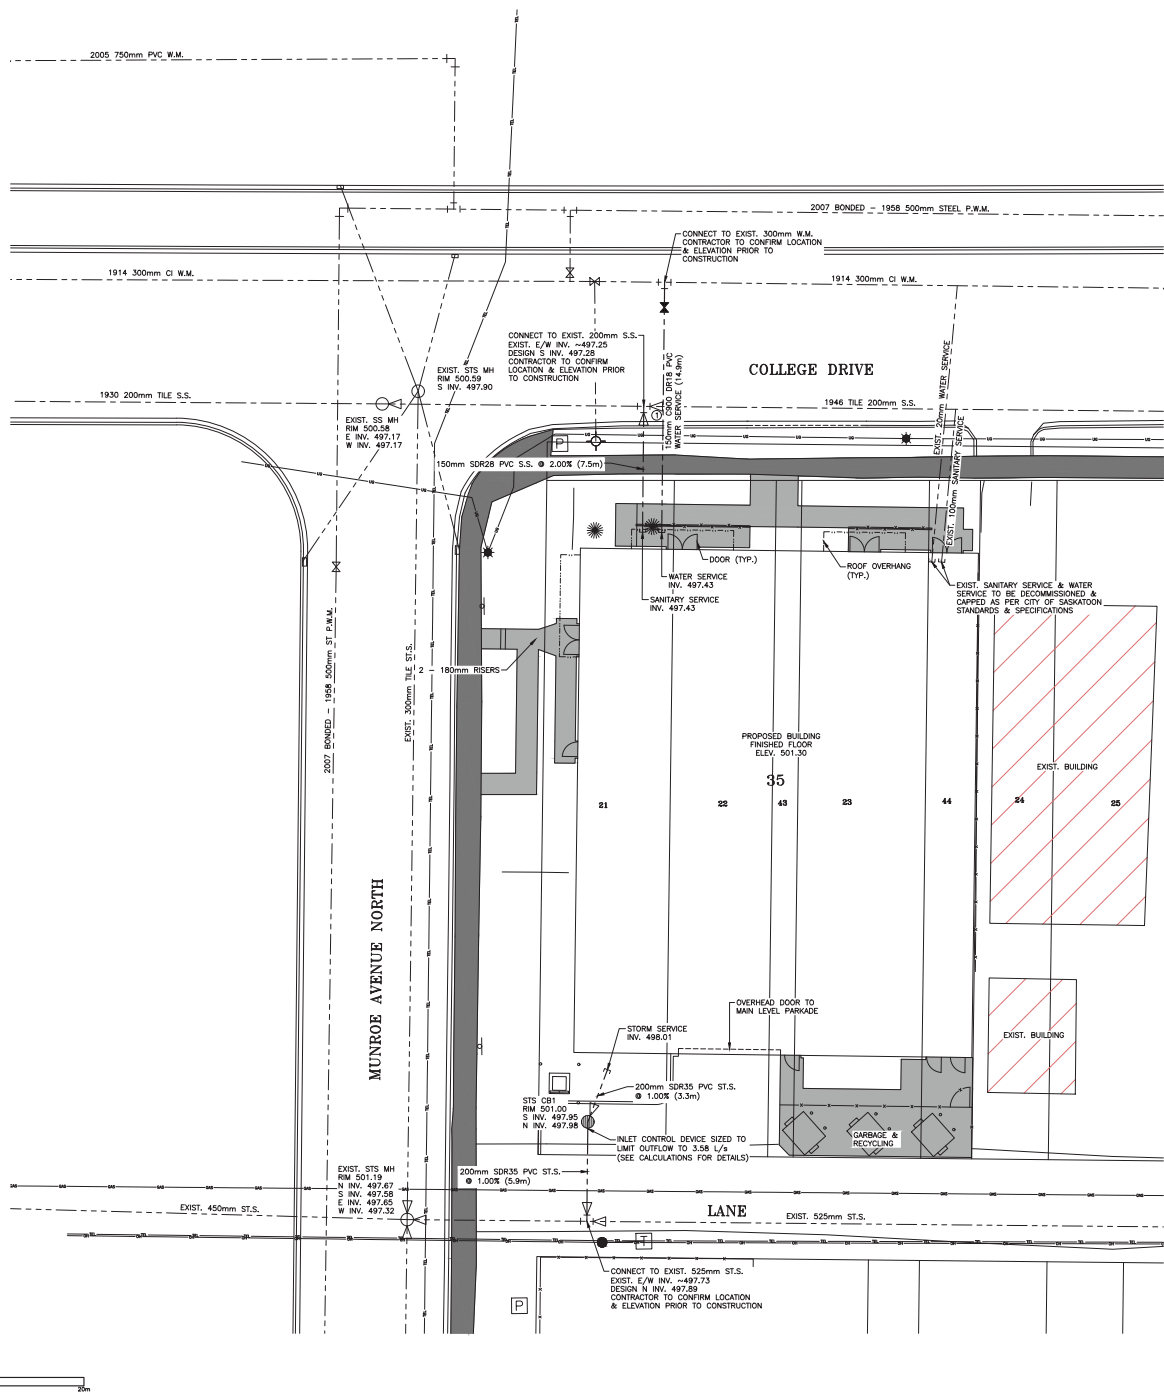 2005 750mm PVC W.M.
2007 BONDED - 1958 500mm STEEL P.W.M.
CONNECT TO EXIST. 300mm W.M.
CONTRACTOR TO CONFIRM LOCATION
& ELEVATION PRIOR TO
CONSTRUCTION
1914 300mm CI W.M.
1914 300mm CI W.M.
CONNECT TO EXIST. 200mm S.S.
EXIST. E/W INV. ~497.25
DESIGN S INV. 497.28
CONTRACTOR TO CONFIRM
LOCATION & ELEVATION PRIOR
TO CONSTRUCTION
150mm C900 DR18 PVC
WATER SERVICE (14.9m)
COLLEGE DRIVE
EXIST. 20mm WATER SERVICE
EXIST. STS MH
RIM 500.59
S INV. 497.90
1930 200mm TILE S.S.
1946 TILE 200mm S.S.
1
EXIST. SS MH
RIM 500.58
E INV. 497.17
W INV. 497.17
P
150mm SDR28 PVC S.S. @ 2.00% (7.5m)
EXIST. 100mm SANITARY SERVICE
DOOR (TYP.)
ROOF OVERHANG
(TYP.)
WATER SERVICE
INV. 497.43
SANITARY SERVICE
INV. 497.43
EXIST. SANITARY SERVICE & WATER
SERVICE TO BE DECOMMISSIONED &
CAPPED AS PER CITY OF SASKATOON
STANDARDS & SPECIFICATIONS
2007 BONDED - 1958 500mm ST P.W.M.
EXIST. 300mm TILE ST.S.
2 - 180mm RISERS
PROPOSED BUILDING
FINISHED FLOOR
ELEV. 501.30
35
EXIST. BUILDING
21
22
43
23
44
24
25
MUNROE AVENUE NORTH
OVERHEAD DOOR TO
MAIN LEVEL PARKADE
STORM SERVICE
INV. 498.01
EXIST. BUILDING
200mm SDR35 PVC ST.S.
@ 1.00% (3.3m)
STS CB1
RIM 501.00
S INV. 497.95
N INV. 497.98
INLET CONTROL DEVICE SIZED TO
LIMIT OUTFLOW TO 3.58 L/s
(SEE CALCULATIONS FOR DETAILS)
GARBAGE &
RECYCLING
EXIST. STS MH
RIM 501.19
N INV. 497.67
S INV. 497.58
E INV. 497.65
W INV. 497.32
200mm SDR35 PVC ST.S.
@ 1.00% (5.9m)
EXIST. 450mm ST.S.
LANE
EXIST. 525mm ST.S.
T
CONNECT TO EXIST. 525mm ST.S.
EXIST. E/W INV. ~497.73
DESIGN N INV. 497.89
CONTRACTOR TO CONFIRM LOCATION
& ELEVATION PRIOR TO CONSTRUCTION
P
20m